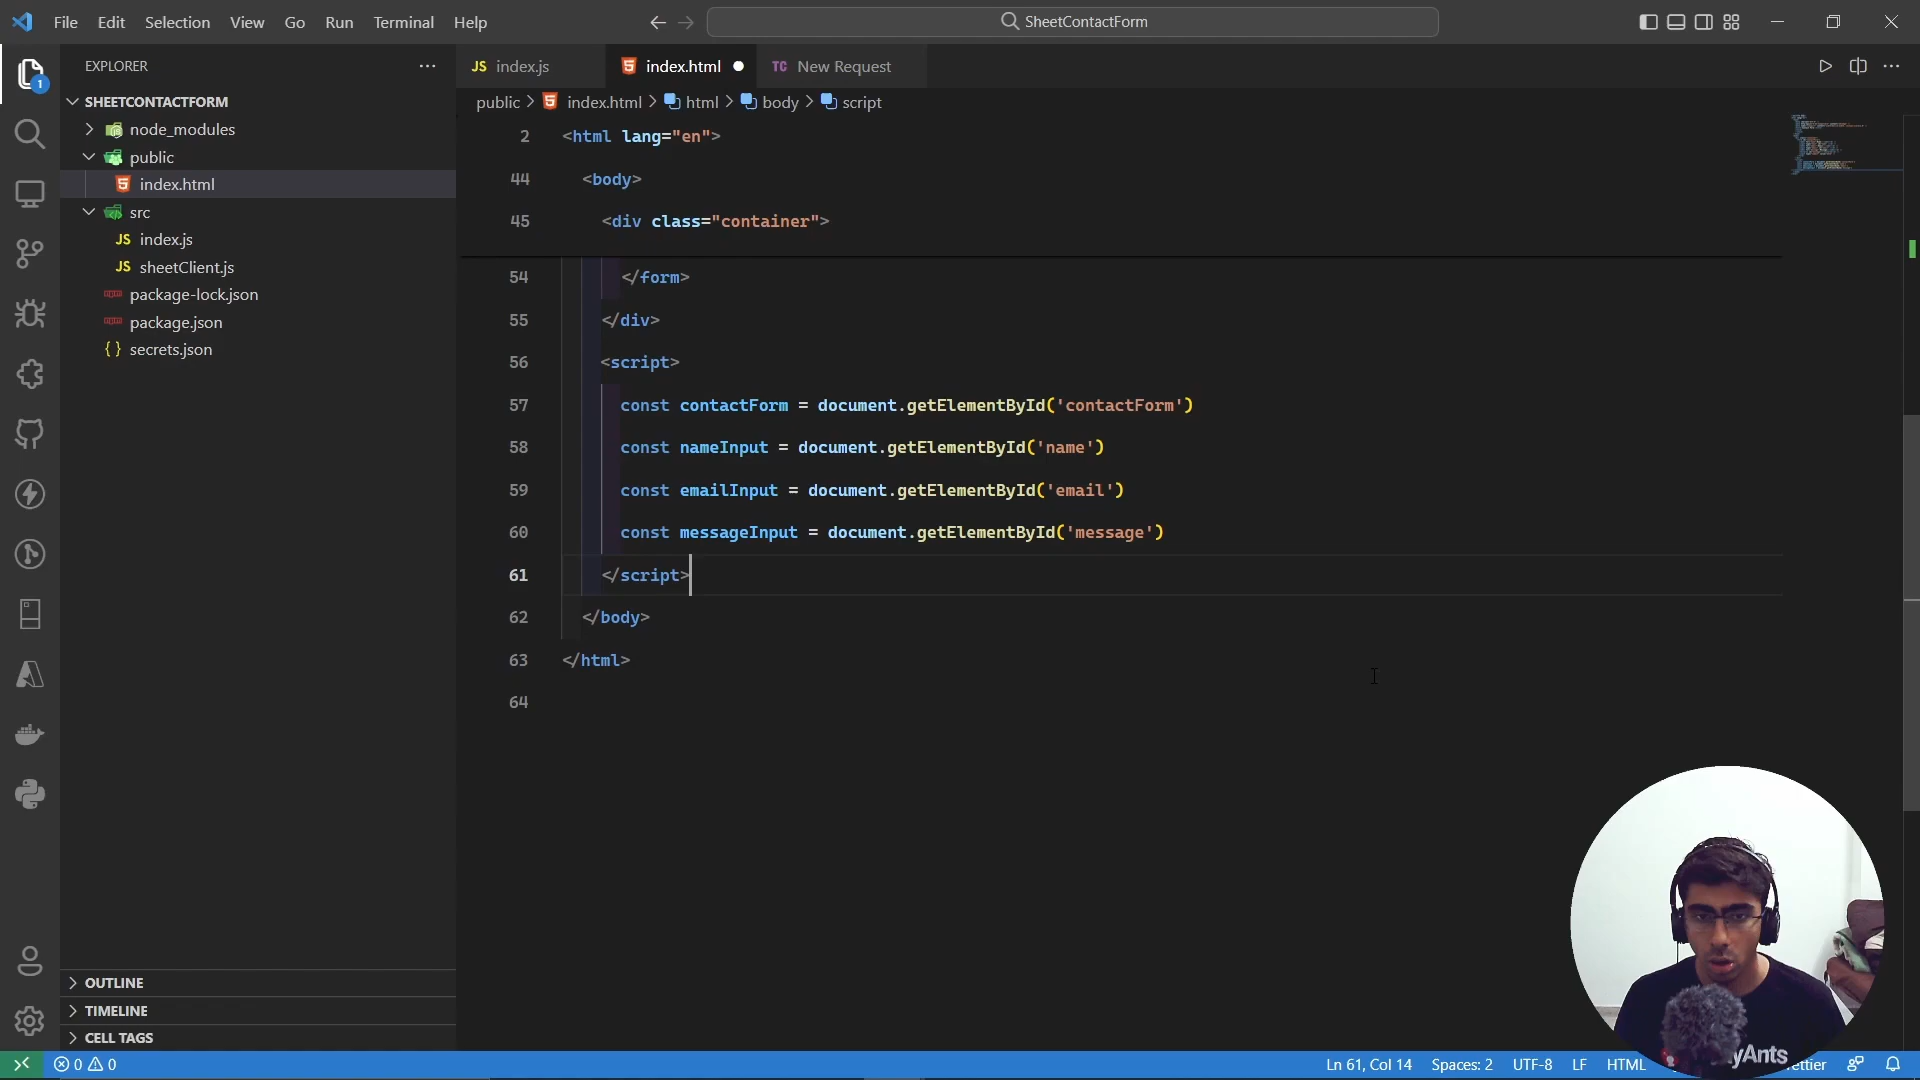 File Edit Selection View Go Run Terminal Help
SheetContactForm
EXPLORER
SHEETCONTACTFORM
node_modules
public
index.html
src
JS index.js
JS sheetClient.js
package-lock.json
package.json
{ } secrets.json
OUTLINE
TIMELINE
CELL TAGS
1
JS index.js
index.html
TC New Request
public > index.html > html > body > script
2 <html lang="en">
44 <body>
45 <div class="container">
54 </form>
55 </div>
56 <script>
57 const contactForm = document.getElementById('contactForm')
58 const nameInput = document.getElementById('name')
59 const emailInput = document.getElementById('email')
60 const messageInput = document.getElementById('message')
61 </script>
62 </body>
63 </html>
64
0 0
Ln 61, Col 14 Spaces: 2 UTF-8 LF HTML